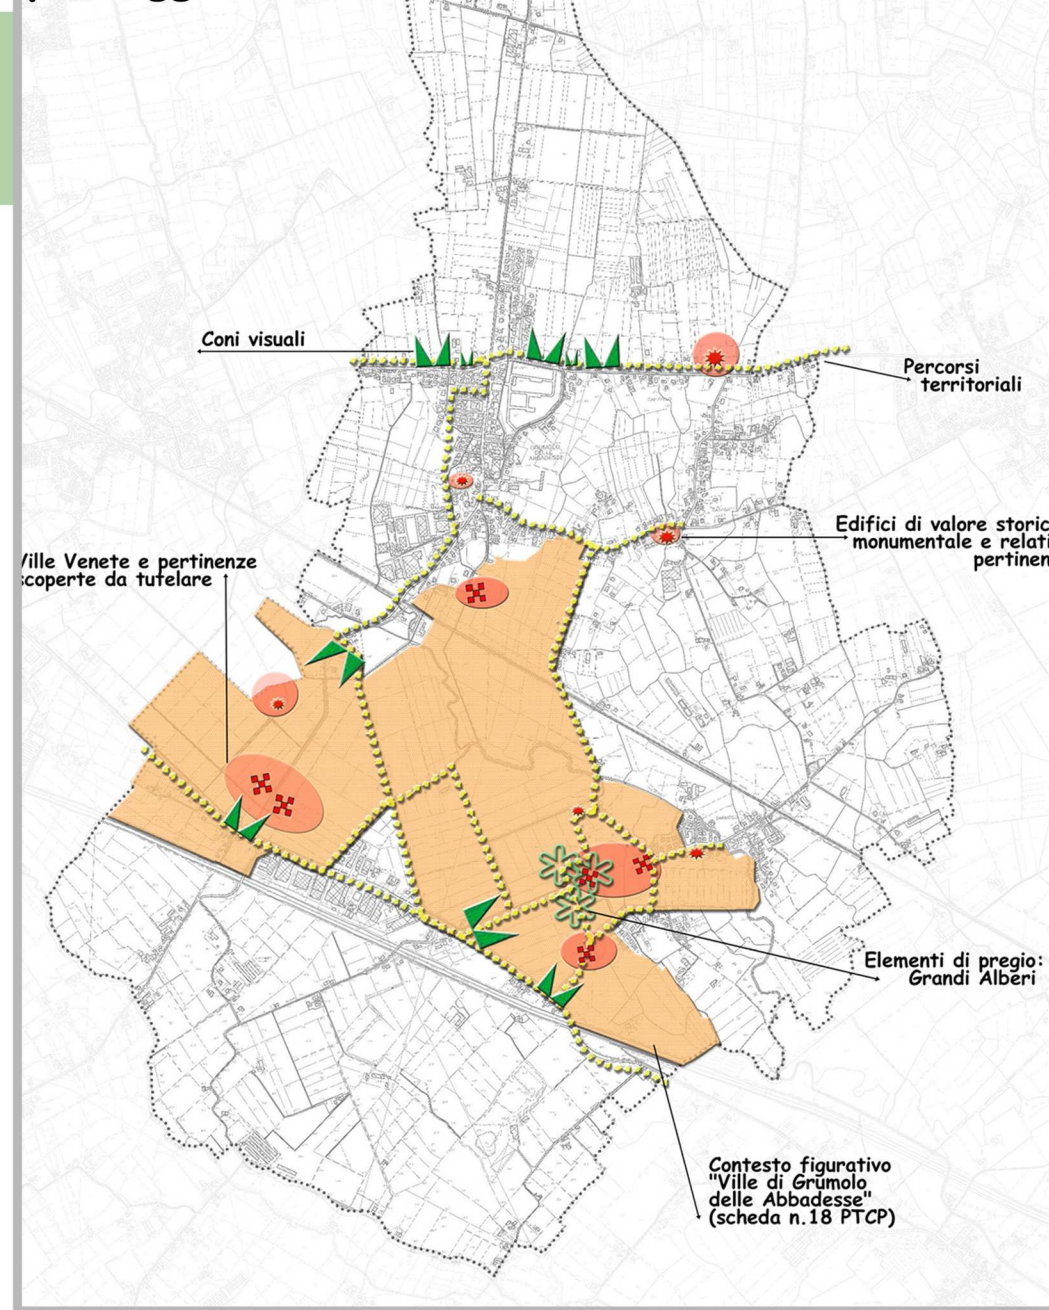 Coni visuali
Percorsi
territoriali
Edifici di valore storic
monumentale e relati
pertinen
Ville Venete e pertinenze
scoperte da tutelare
Elementi di pregio:
Grandi Alberi
Contesto figurativo
"Ville di Grumolo
delle Abbadesse"
(scheda n.18 PTCP)